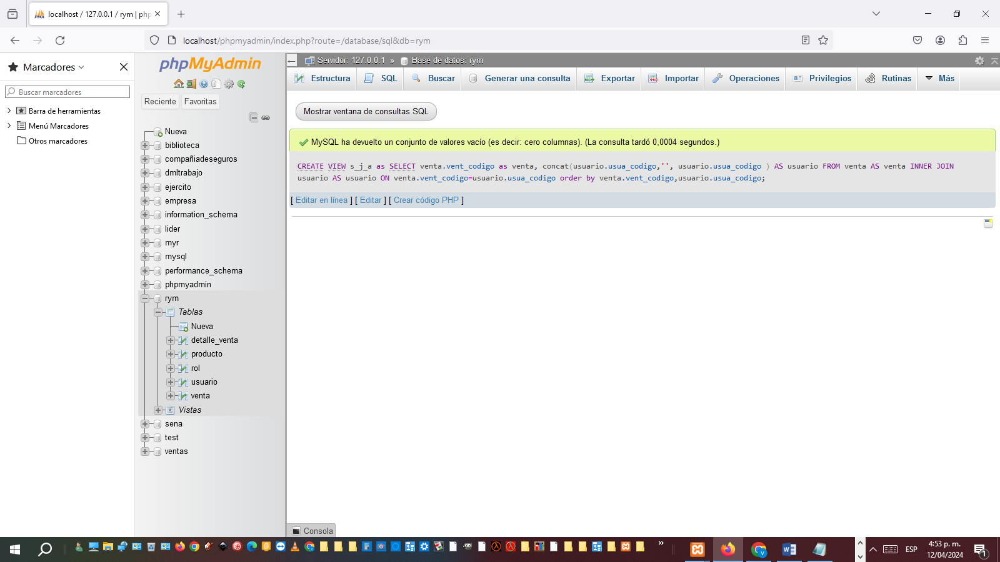 localhost / 127.0.0.1 / rym | php
localhost/phpmyadmin/index.php?route=/database/sql&db=rym
Marcadores
Buscar marcadores
Barra de herramientas
Menú Marcadores
Otros marcadores
phpMyAdmin
Reciente
Favoritas
Nueva
biblioteca
compañiadeseguros
dmltrabajo
ejercito
empresa
information_schema
lider
myr
mysql
performance_schema
phpmyadmin
rym
Tablas
Nueva
detalle_venta
producto
rol
usuario
venta
Vistas
sena
test
ventas
Servidor: 127.0.0.1 » Base de datos: rym
Estructura SQL Buscar Generar una consulta Exportar Importar Operaciones Privilegios Rutinas Más
Mostrar ventana de consultas SQL
MySQL ha devuelto un conjunto de valores vacío (es decir: cero columnas). (La consulta tardó 0,0004 segundos.)
CREATE VIEW s_j_a as SELECT venta.vent_codigo as venta, concat(usuario.usua_codigo,'', usuario.usua_codigo ) AS usuario FROM venta AS venta INNER JOIN
usuario AS usuario ON venta.vent_codigo=usuario.usua_codigo order by venta.vent_codigo,usuario.usua_codigo;
[ Editar en línea ] [ Editar ] [ Crear código PHP ]
Consola
ESP
4:53 p. m.
12/04/2024
1